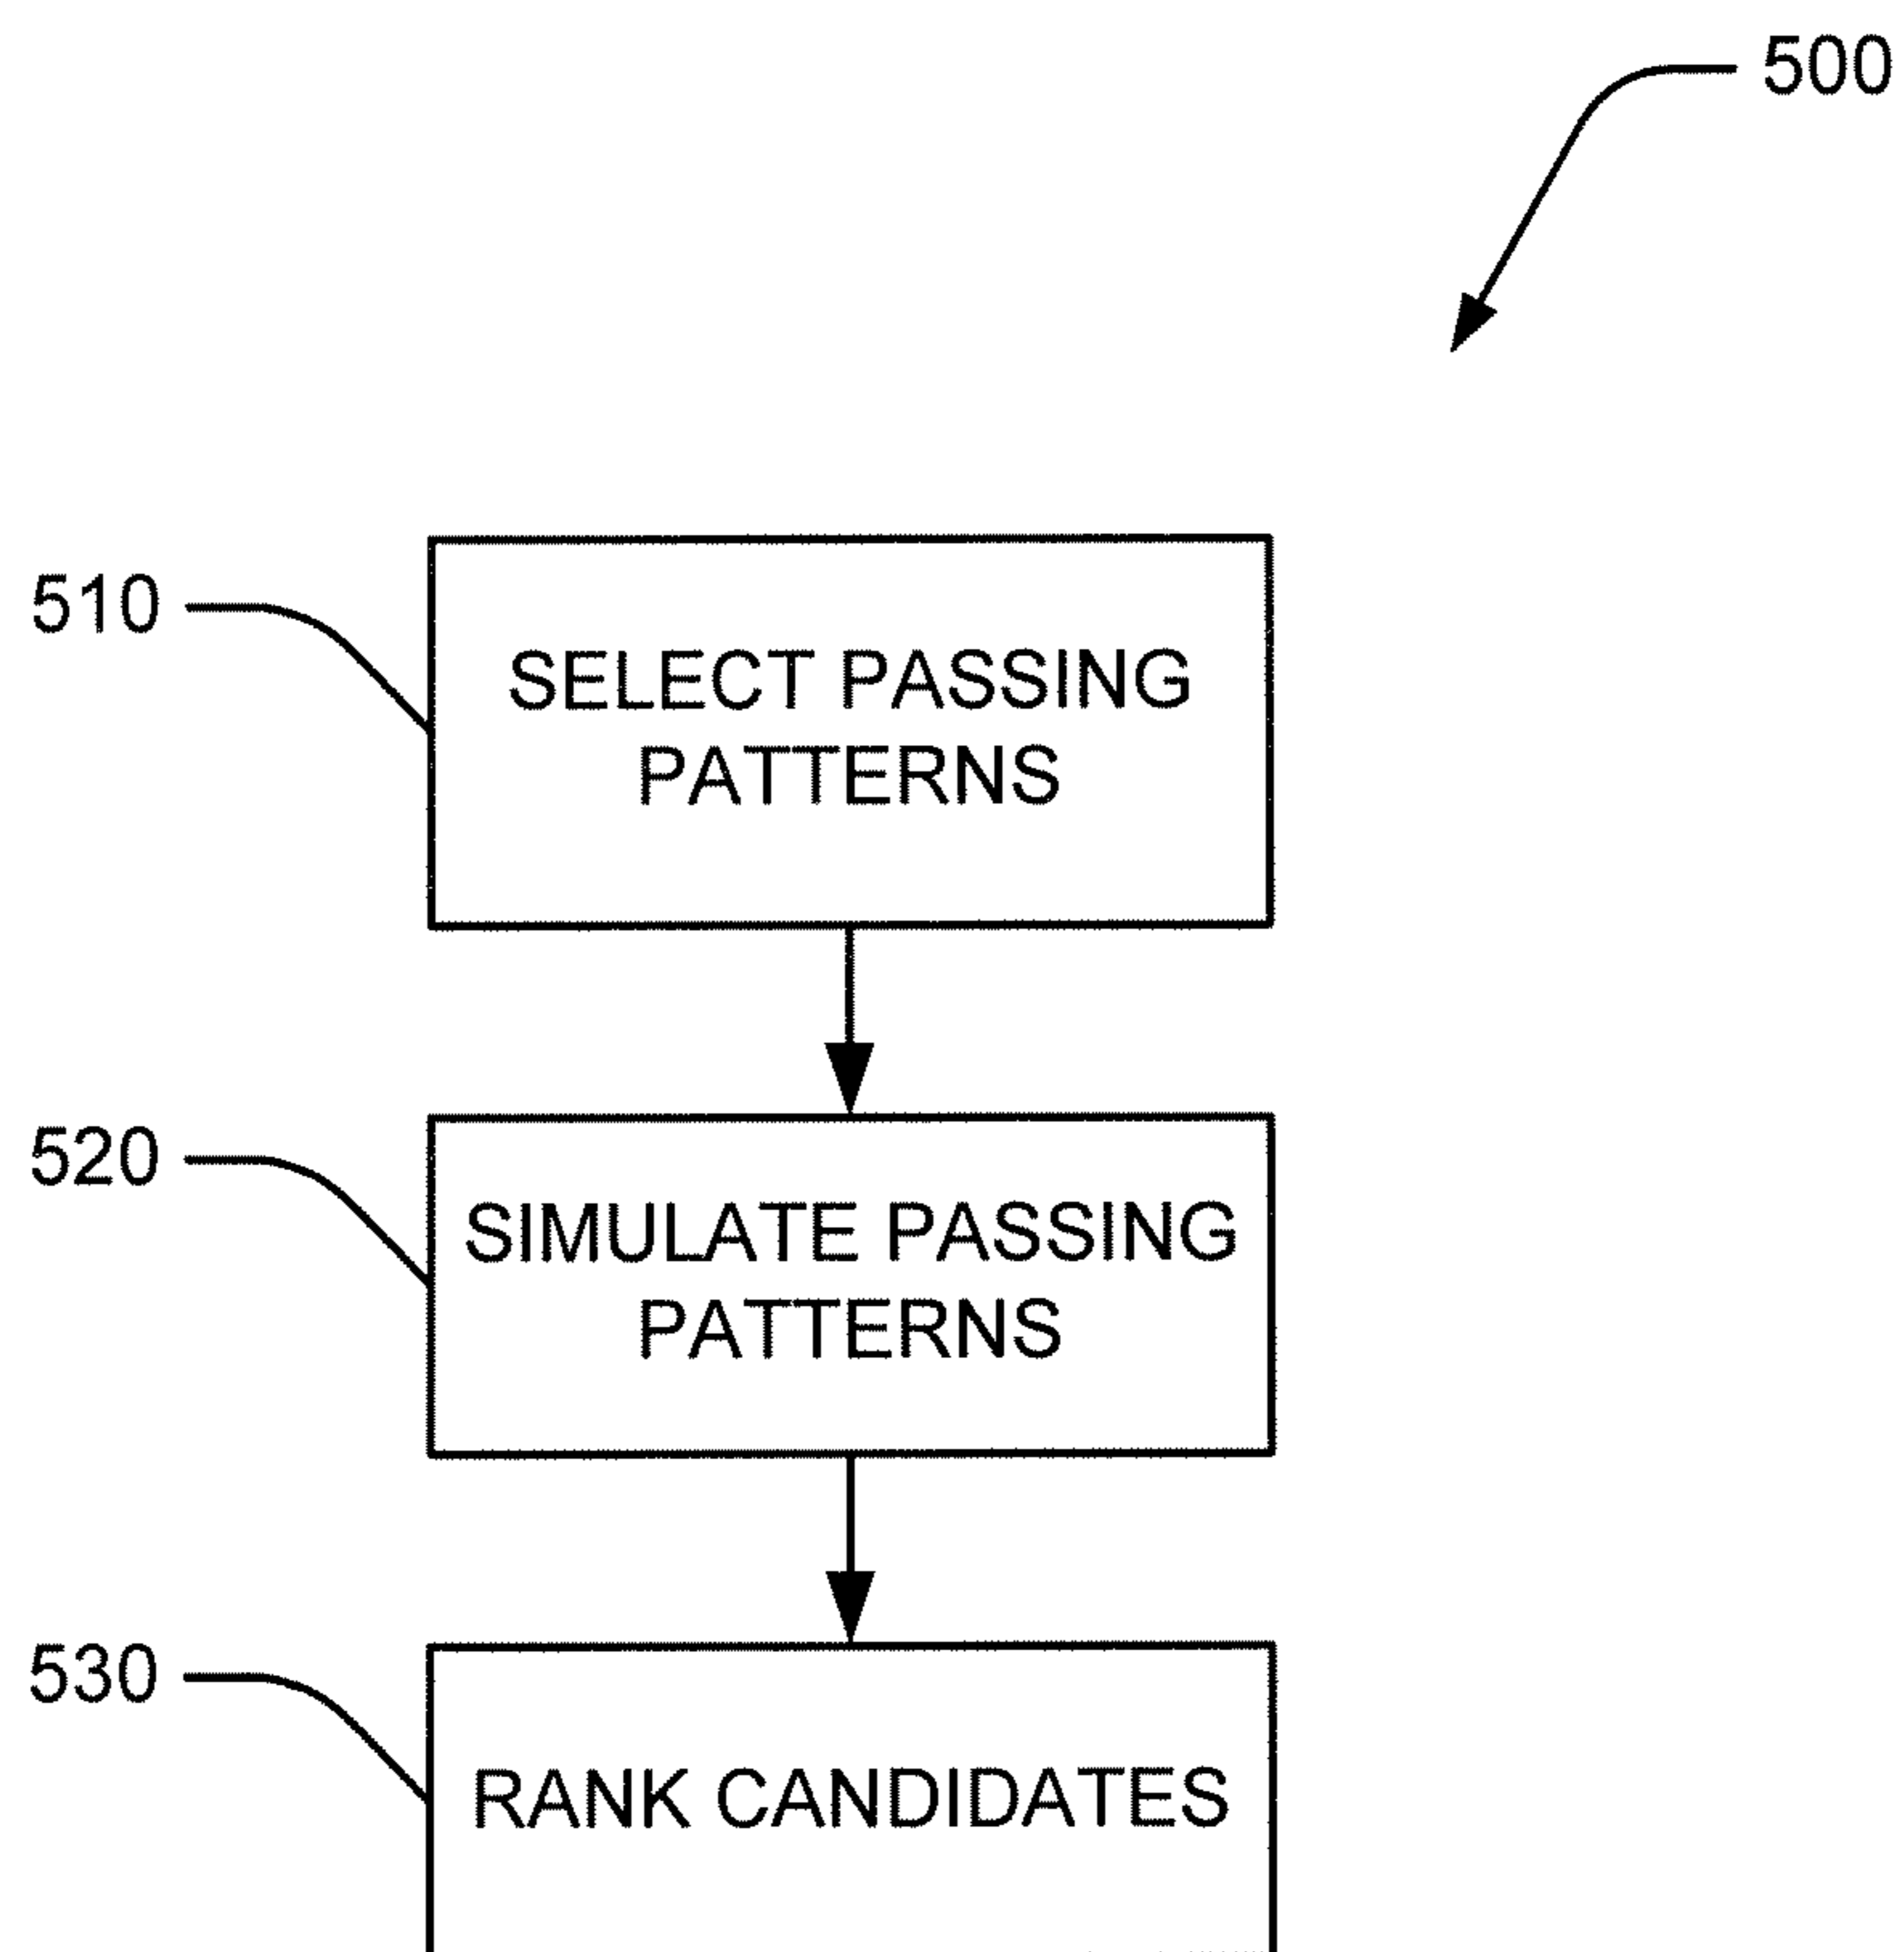 500
510
SELECT PASSING
PATTERNS
520
SIMULATE PASSING
PATTERNS
530
RANK CANDIDATES